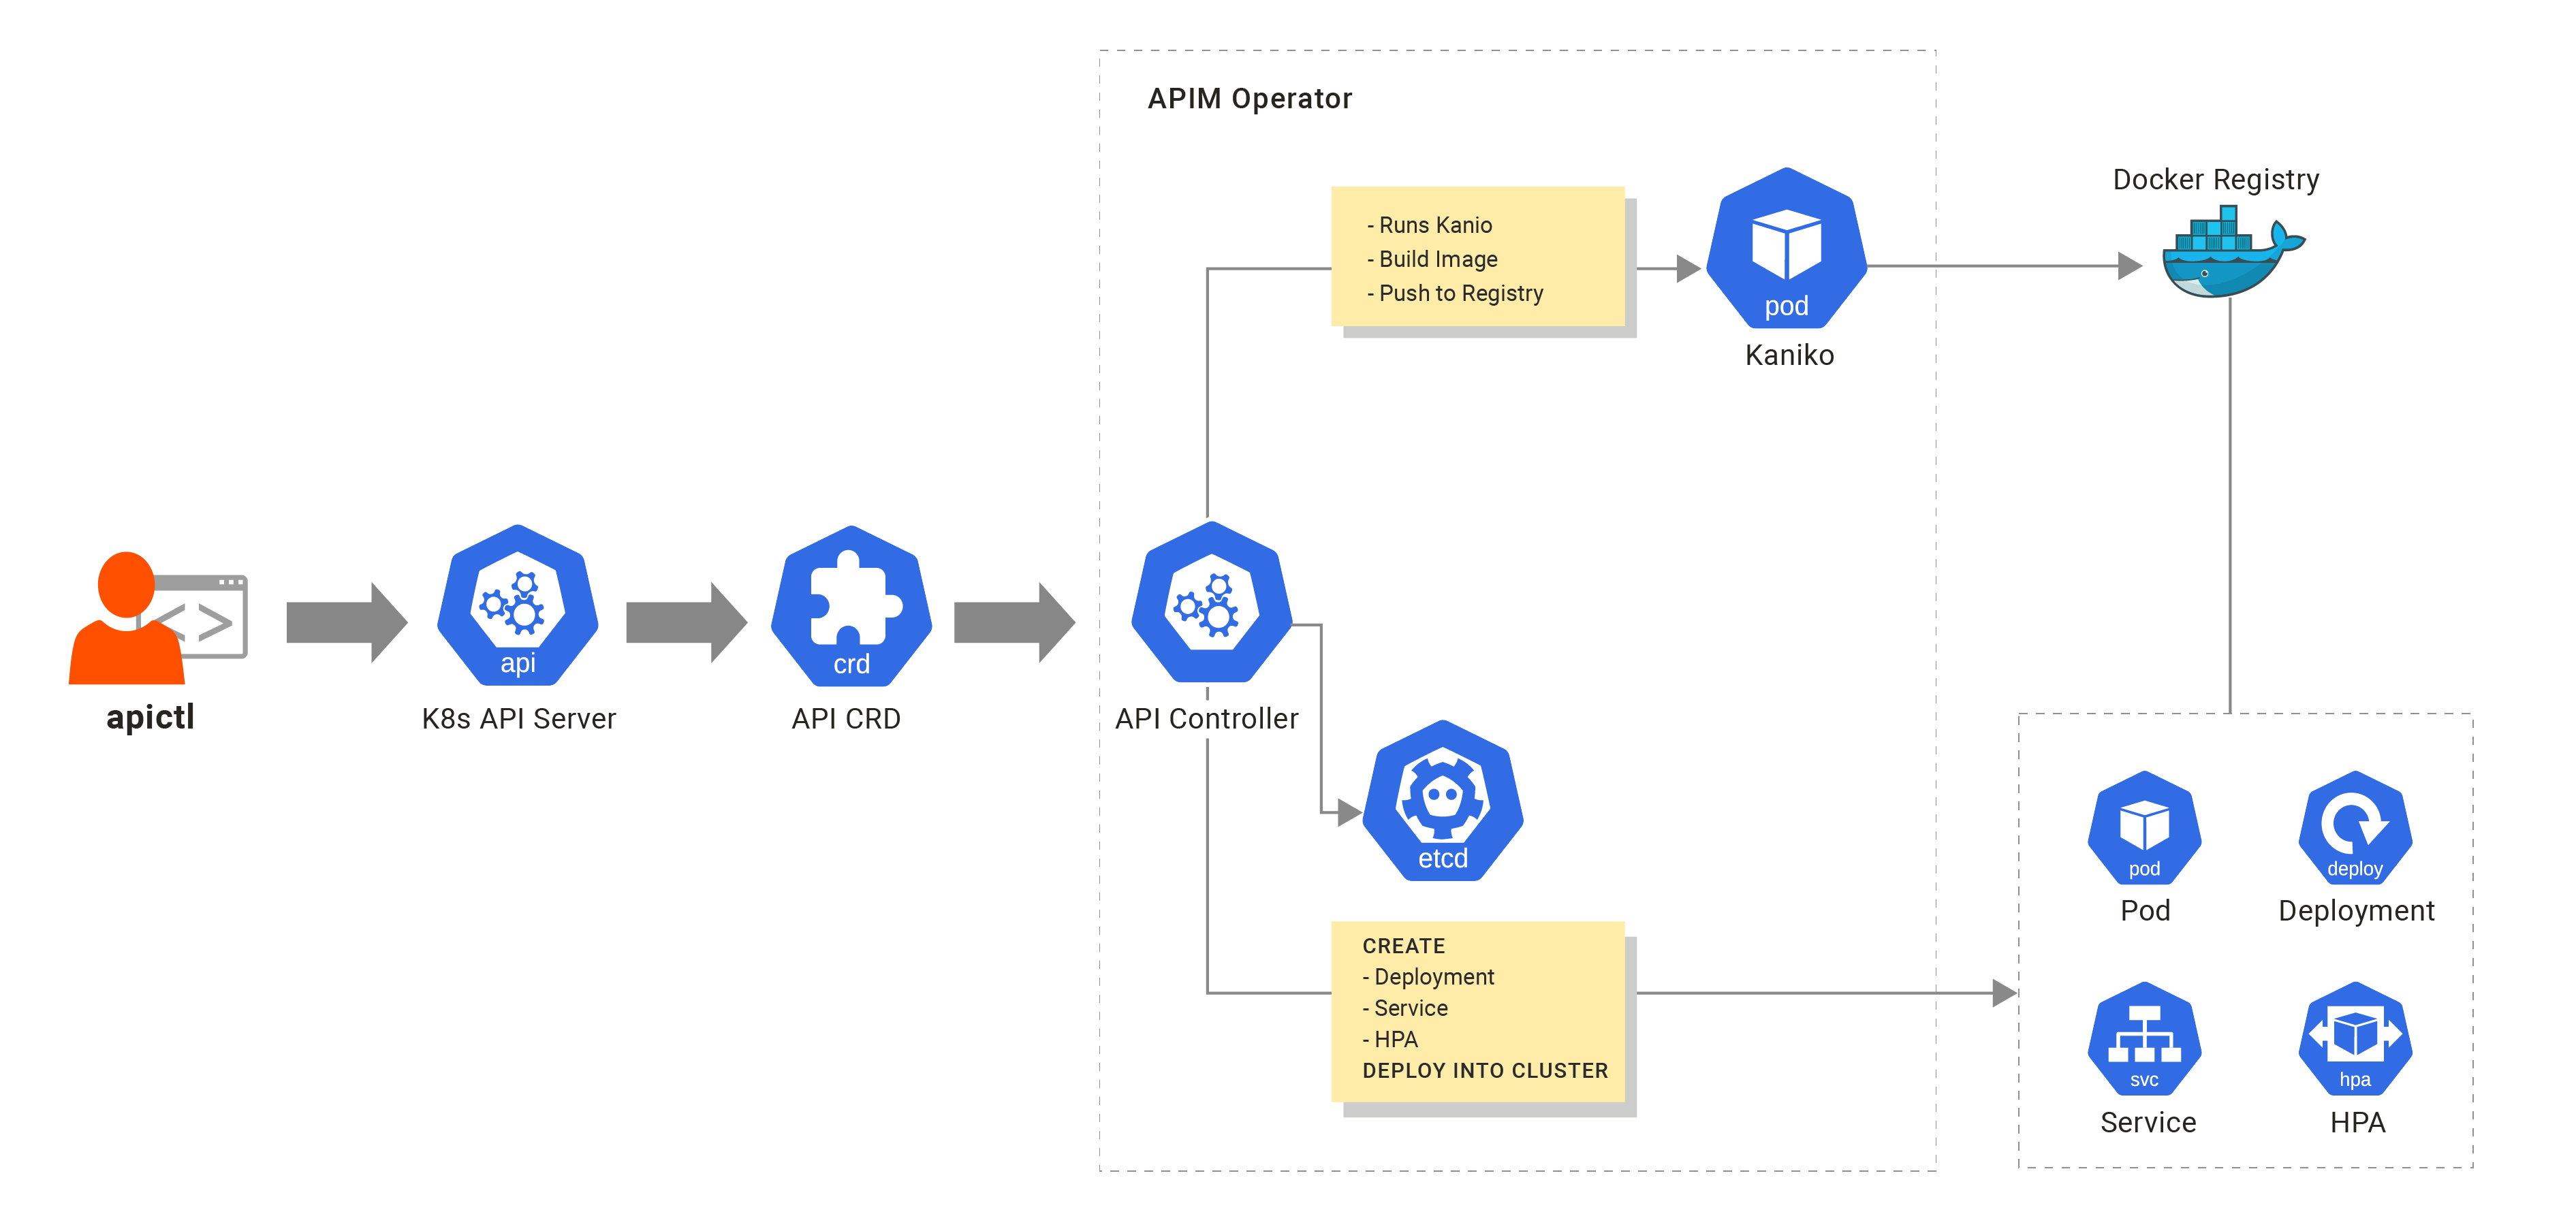 APIM Operator
Docker Registry
- Runs Kanio
- Build Image
- Push to Registry
pod
Kaniko
< >
apictl
api
K8s API Server
crd
API CRD
API Controller
etcd
CREATE
- Deployment
- Service
- HPA
DEPLOY INTO CLUSTER
pod
Pod
deploy
Deployment
svc
Service
hpa
HPA